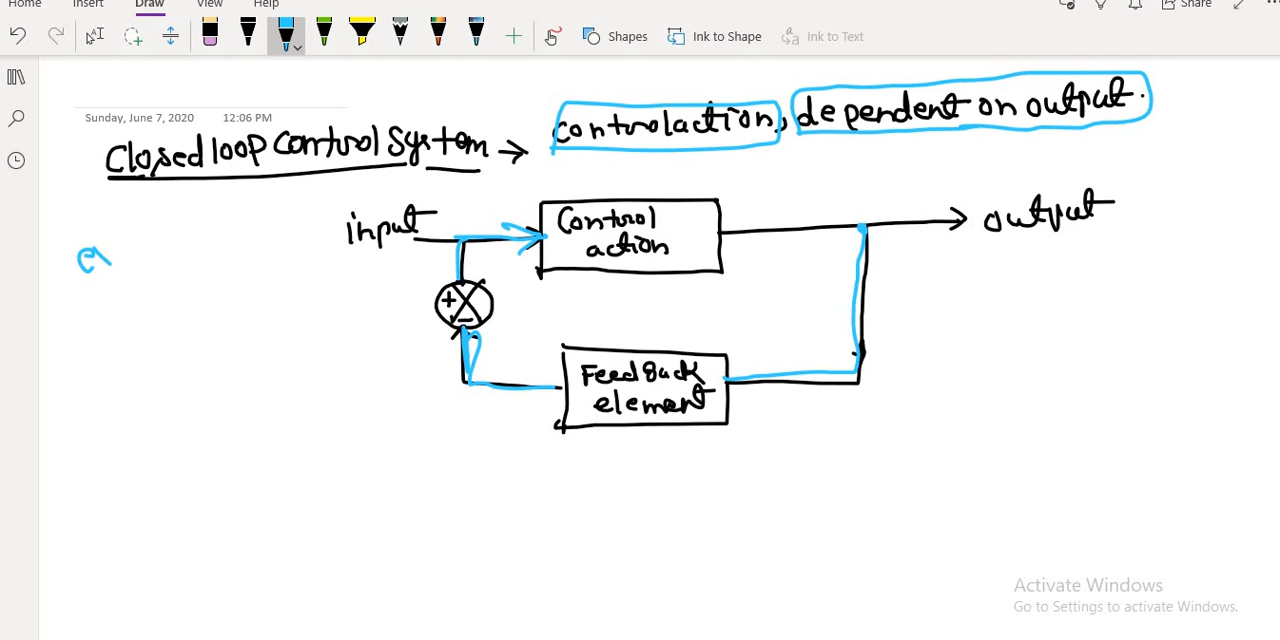 Home Insert Draw View Help Share
Shapes Ink to Shape Ink to Text
Sunday, June 7, 2020 12:06 PM
control action, dependent on output.
Closed loop Control System →
input
Control
action
output
+
-
FeedBack
element
Activate Windows
Go to Settings to activate Windows.